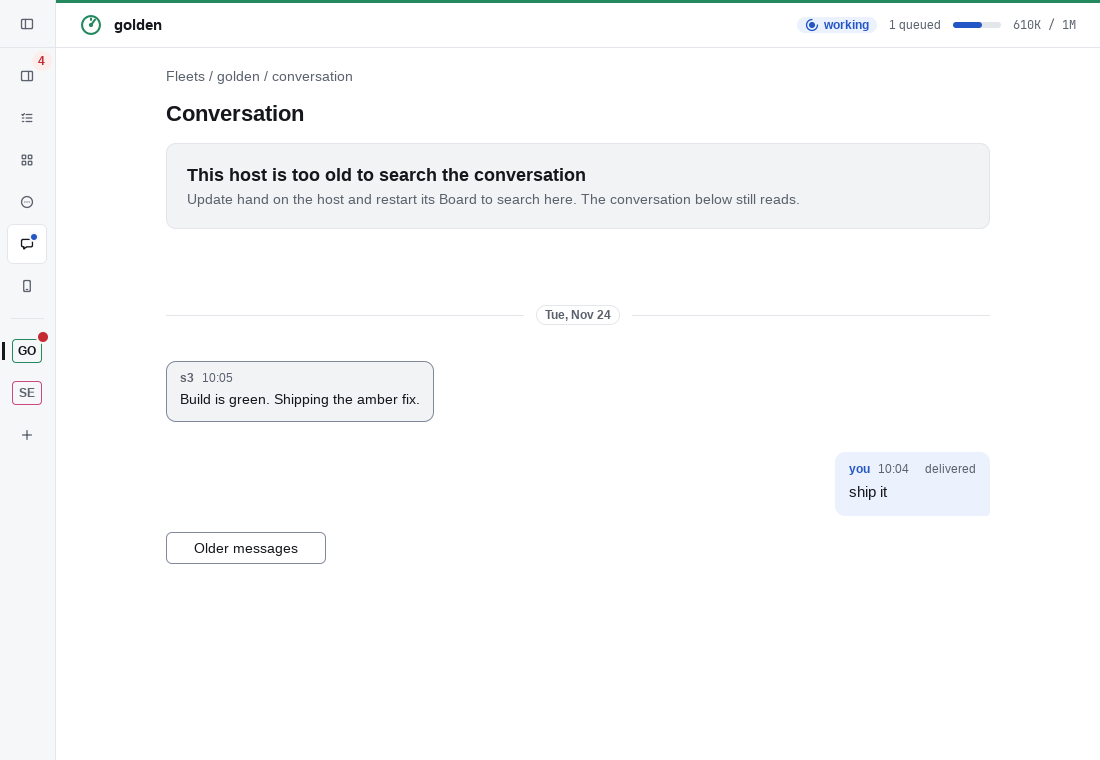 golden
working
1 queued
610K / 1M
4
GO
SE
Fleets / golden / conversation
Conversation
This host is too old to search the conversation
Update hand on the host and restart its Board to search here. The conversation below still reads.
Tue, Nov 24
s3 10:05
Build is green. Shipping the amber fix.
you 10:04 delivered
ship it
Older messages